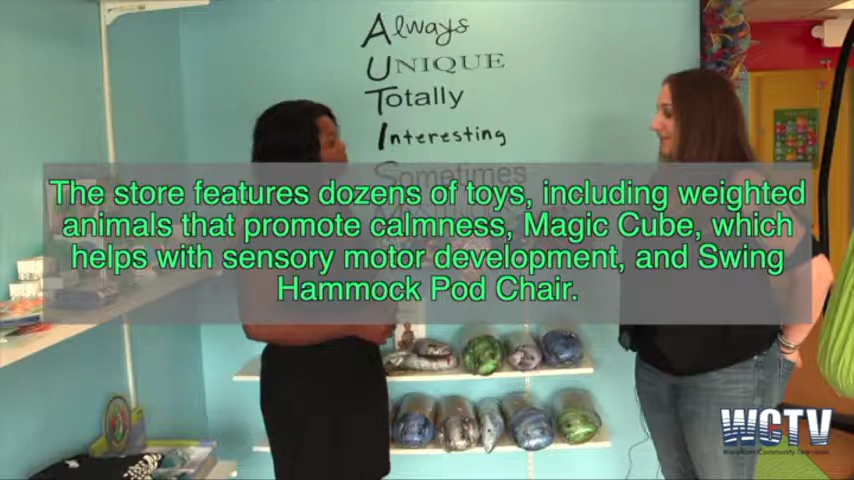 Always
UNIQUE
Totally
Interesting
Sometimes
The store features dozens of toys, including weighted
animals that promote calmness, Magic Cube, which
helps with sensory motor development, and Swing
Hammock Pod Chair.
WCTV